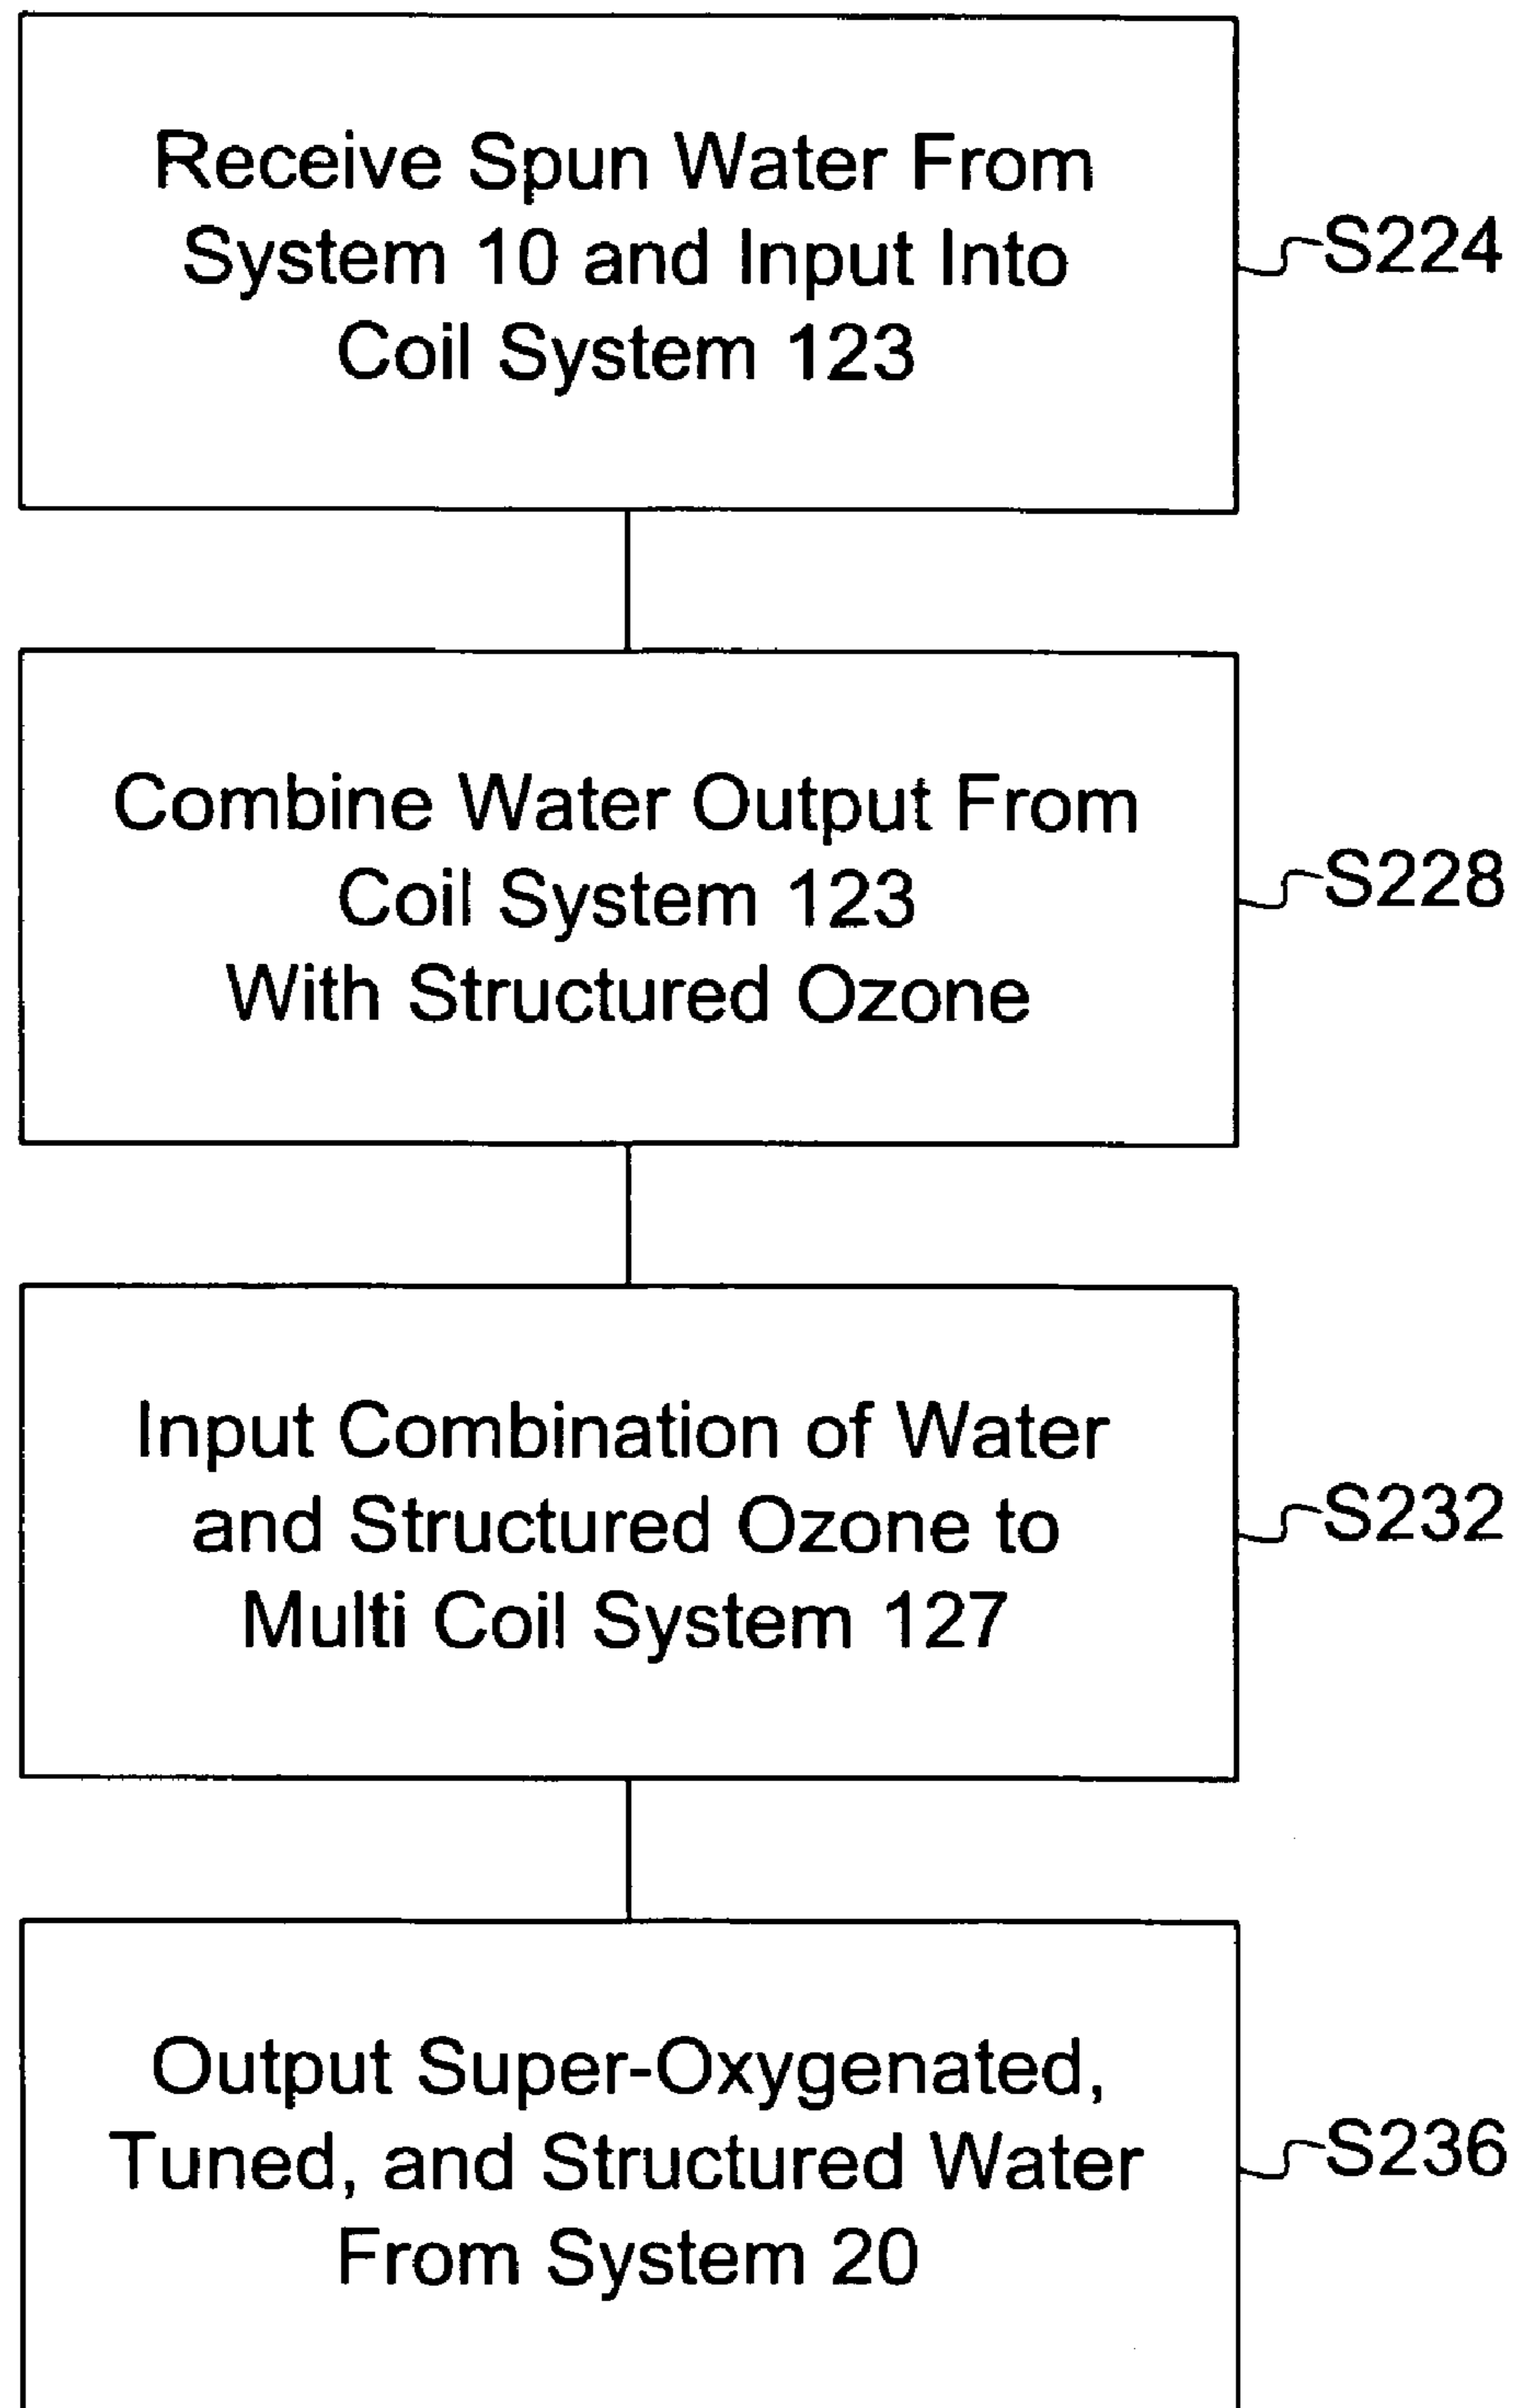 Receive Spun Water From
System 10 and Input Into
Coil System 123
S224
Combine Water Output From
Coil System 123
With Structured Ozone
S228
Input Combination of Water
and Structured Ozone to
Multi Coil System 127
S232
Output Super-Oxygenated,
Tuned, and Structured Water
From System 20
S236